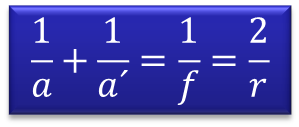 1/a + 1/a´ = 1/f = 2/r